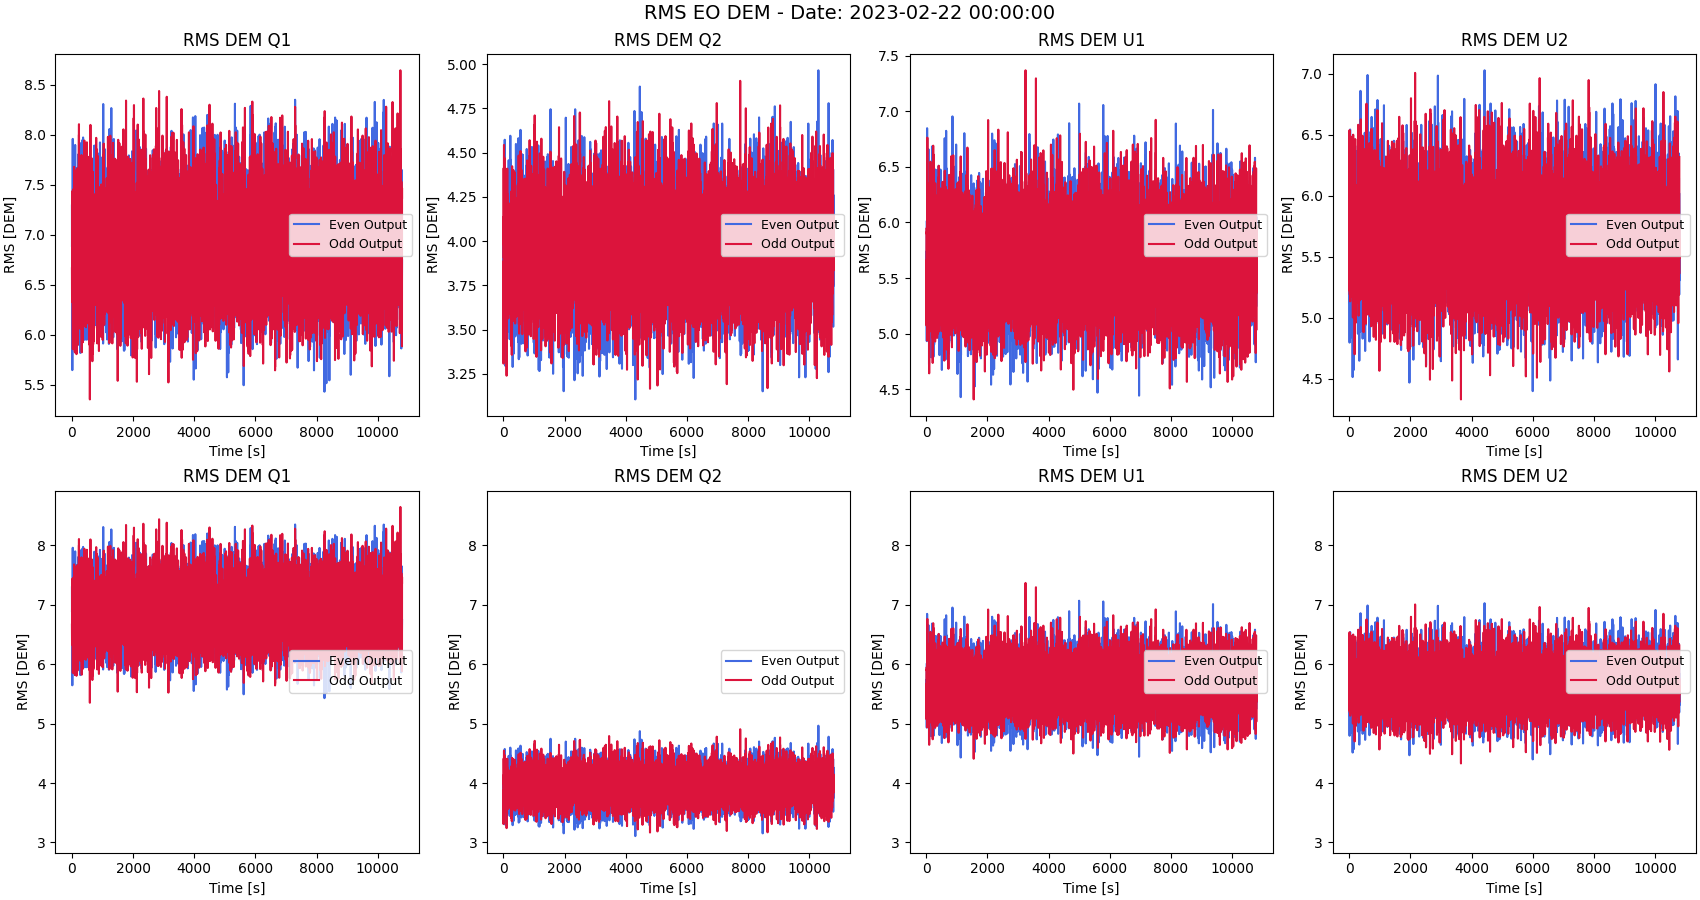 RMS EO DEM - Date: 2023-02-22 00:00:00
RMS DEM Q1
RMS DEM Q2
RMS DEM U1
RMS DEM U2
RMS [DEM]
8.5
8.0
7.5
7.0
6.5
6.0
5.5
Even Output
Odd Output
0 2000 4000 6000 8000 10000
Time [s]
RMS [DEM]
5.00
4.75
4.50
4.25
4.00
3.75
3.50
3.25
Even Output
Odd Output
0 2000 4000 6000 8000 10000
Time [s]
RMS [DEM]
7.5
7.0
6.5
6.0
5.5
5.0
4.5
Even Output
Odd Output
0 2000 4000 6000 8000 10000
Time [s]
RMS [DEM]
7.0
6.5
6.0
5.5
5.0
4.5
Even Output
Odd Output
0 2000 4000 6000 8000 10000
Time [s]
RMS DEM Q1
RMS DEM Q2
RMS DEM U1
RMS DEM U2
RMS [DEM]
8
7
6
5
4
3
Even Output
Odd Output
0 2000 4000 6000 8000 10000
Time [s]
RMS [DEM]
8
7
6
5
4
3
Even Output
Odd Output
0 2000 4000 6000 8000 10000
Time [s]
RMS [DEM]
8
7
6
5
4
3
Even Output
Odd Output
0 2000 4000 6000 8000 10000
Time [s]
RMS [DEM]
8
7
6
5
4
3
Even Output
Odd Output
0 2000 4000 6000 8000 10000
Time [s]